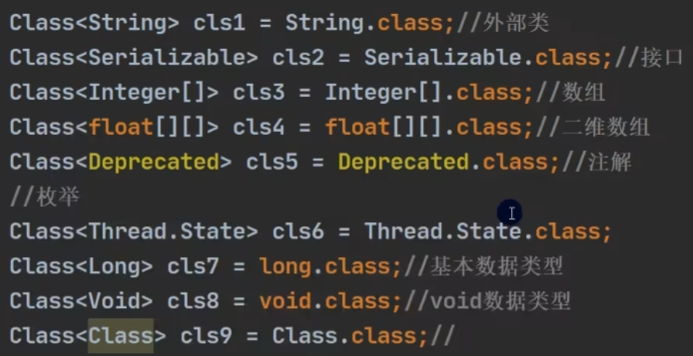 Class<String> cls1 = String.class;//外部类
Class<Serializable> cls2 = Serializable.class;//接口
Class<Integer[]> cls3 = Integer[].class;//数组
Class<float[][]> cls4 = float[][].class;//二维数组
Class<Deprecated> cls5 = Deprecated.class;//注解
//枚举
Class<Thread.State> cls6 = Thread.State.class;
Class<Long> cls7 = long.class;//基本数据类型
Class<Void> cls8 = void.class;//void数据类型
Class<Class> cls9 = Class.class;//